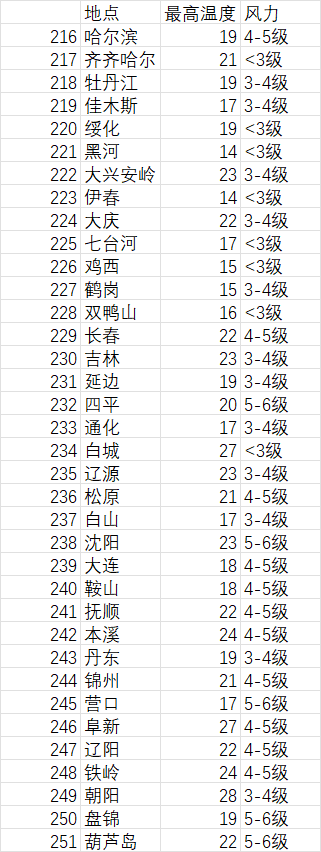 地点 最高温度 风力
216 哈尔滨 19 4-5级
217 齐齐哈尔 21 <3级
218 牡丹江 19 3-4级
219 佳木斯 17 3-4级
220 绥化 19 <3级
221 黑河 14 <3级
222 大兴安岭 23 3-4级
223 伊春 14 <3级
224 大庆 22 3-4级
225 七台河 17 <3级
226 鸡西 15 <3级
227 鹤岗 15 3-4级
228 双鸭山 16 <3级
229 长春 22 4-5级
230 吉林 23 3-4级
231 延边 19 3-4级
232 四平 20 5-6级
233 通化 17 3-4级
234 白城 27 <3级
235 辽源 23 3-4级
236 松原 21 4-5级
237 白山 17 3-4级
238 沈阳 23 5-6级
239 大连 18 4-5级
240 鞍山 18 4-5级
241 抚顺 22 4-5级
242 本溪 24 4-5级
243 丹东 19 3-4级
244 锦州 21 4-5级
245 营口 17 5-6级
246 阜新 27 4-5级
247 辽阳 22 4-5级
248 铁岭 24 4-5级
249 朝阳 28 3-4级
250 盘锦 19 5-6级
251 葫芦岛 22 5-6级